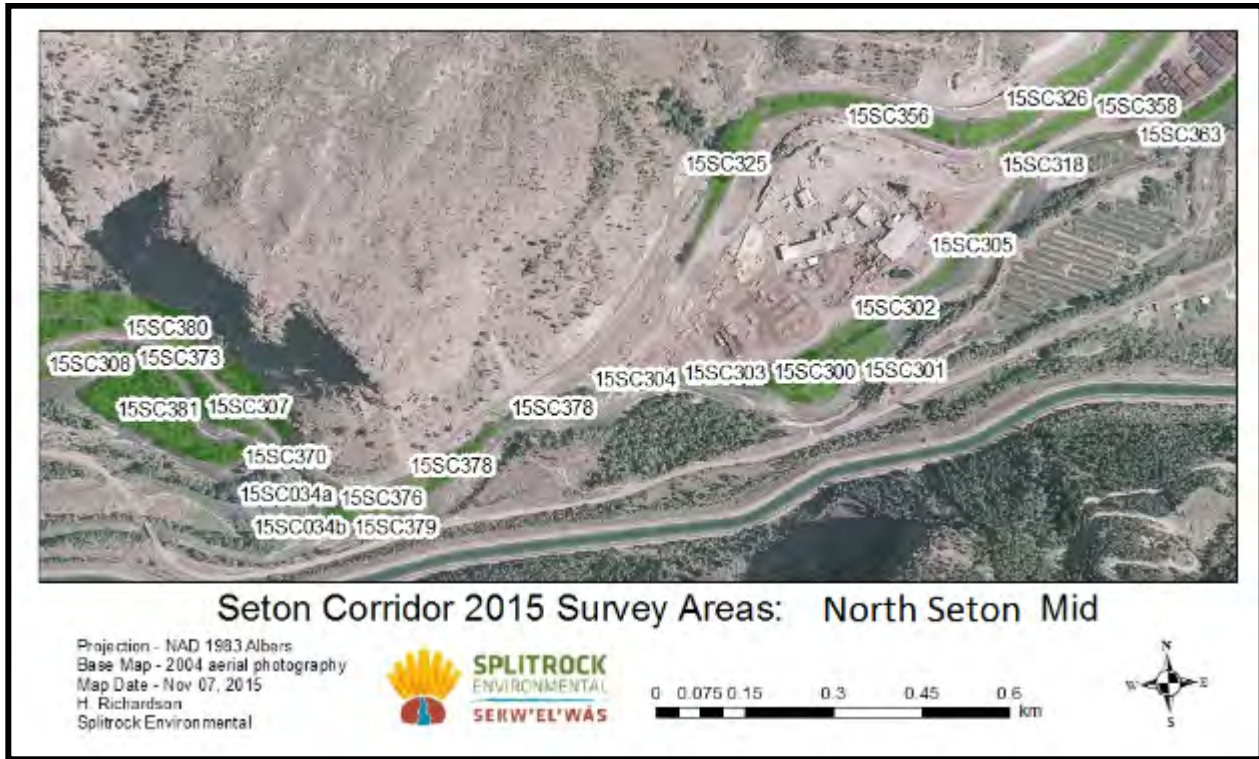 15SC326
15SC358
15SC356
15SC363
15SC325
15SC318
15SC305
15SC302
15SC380
15SC308
15SC373
15SC304
15SC303
15SC300
15SC301
15SC381
15SC307
15SC378
15SC370
15SC378
15SC034a
15SC376
15SC034b
15SC379
Seton Corridor 2015 Survey Areas: North Seton Mid
Projection - NAD 1983 Albers
Base Map - 2004 aerial photography
Map Date - Nov 07, 2015
H. Richardson
Splitrock Environmental
SPLITROCK
ENVIRONMENTAL
SEKW'EL'WÁS
0 0.075 0.15 0.3 0.45 0.6
km
N
W E
S